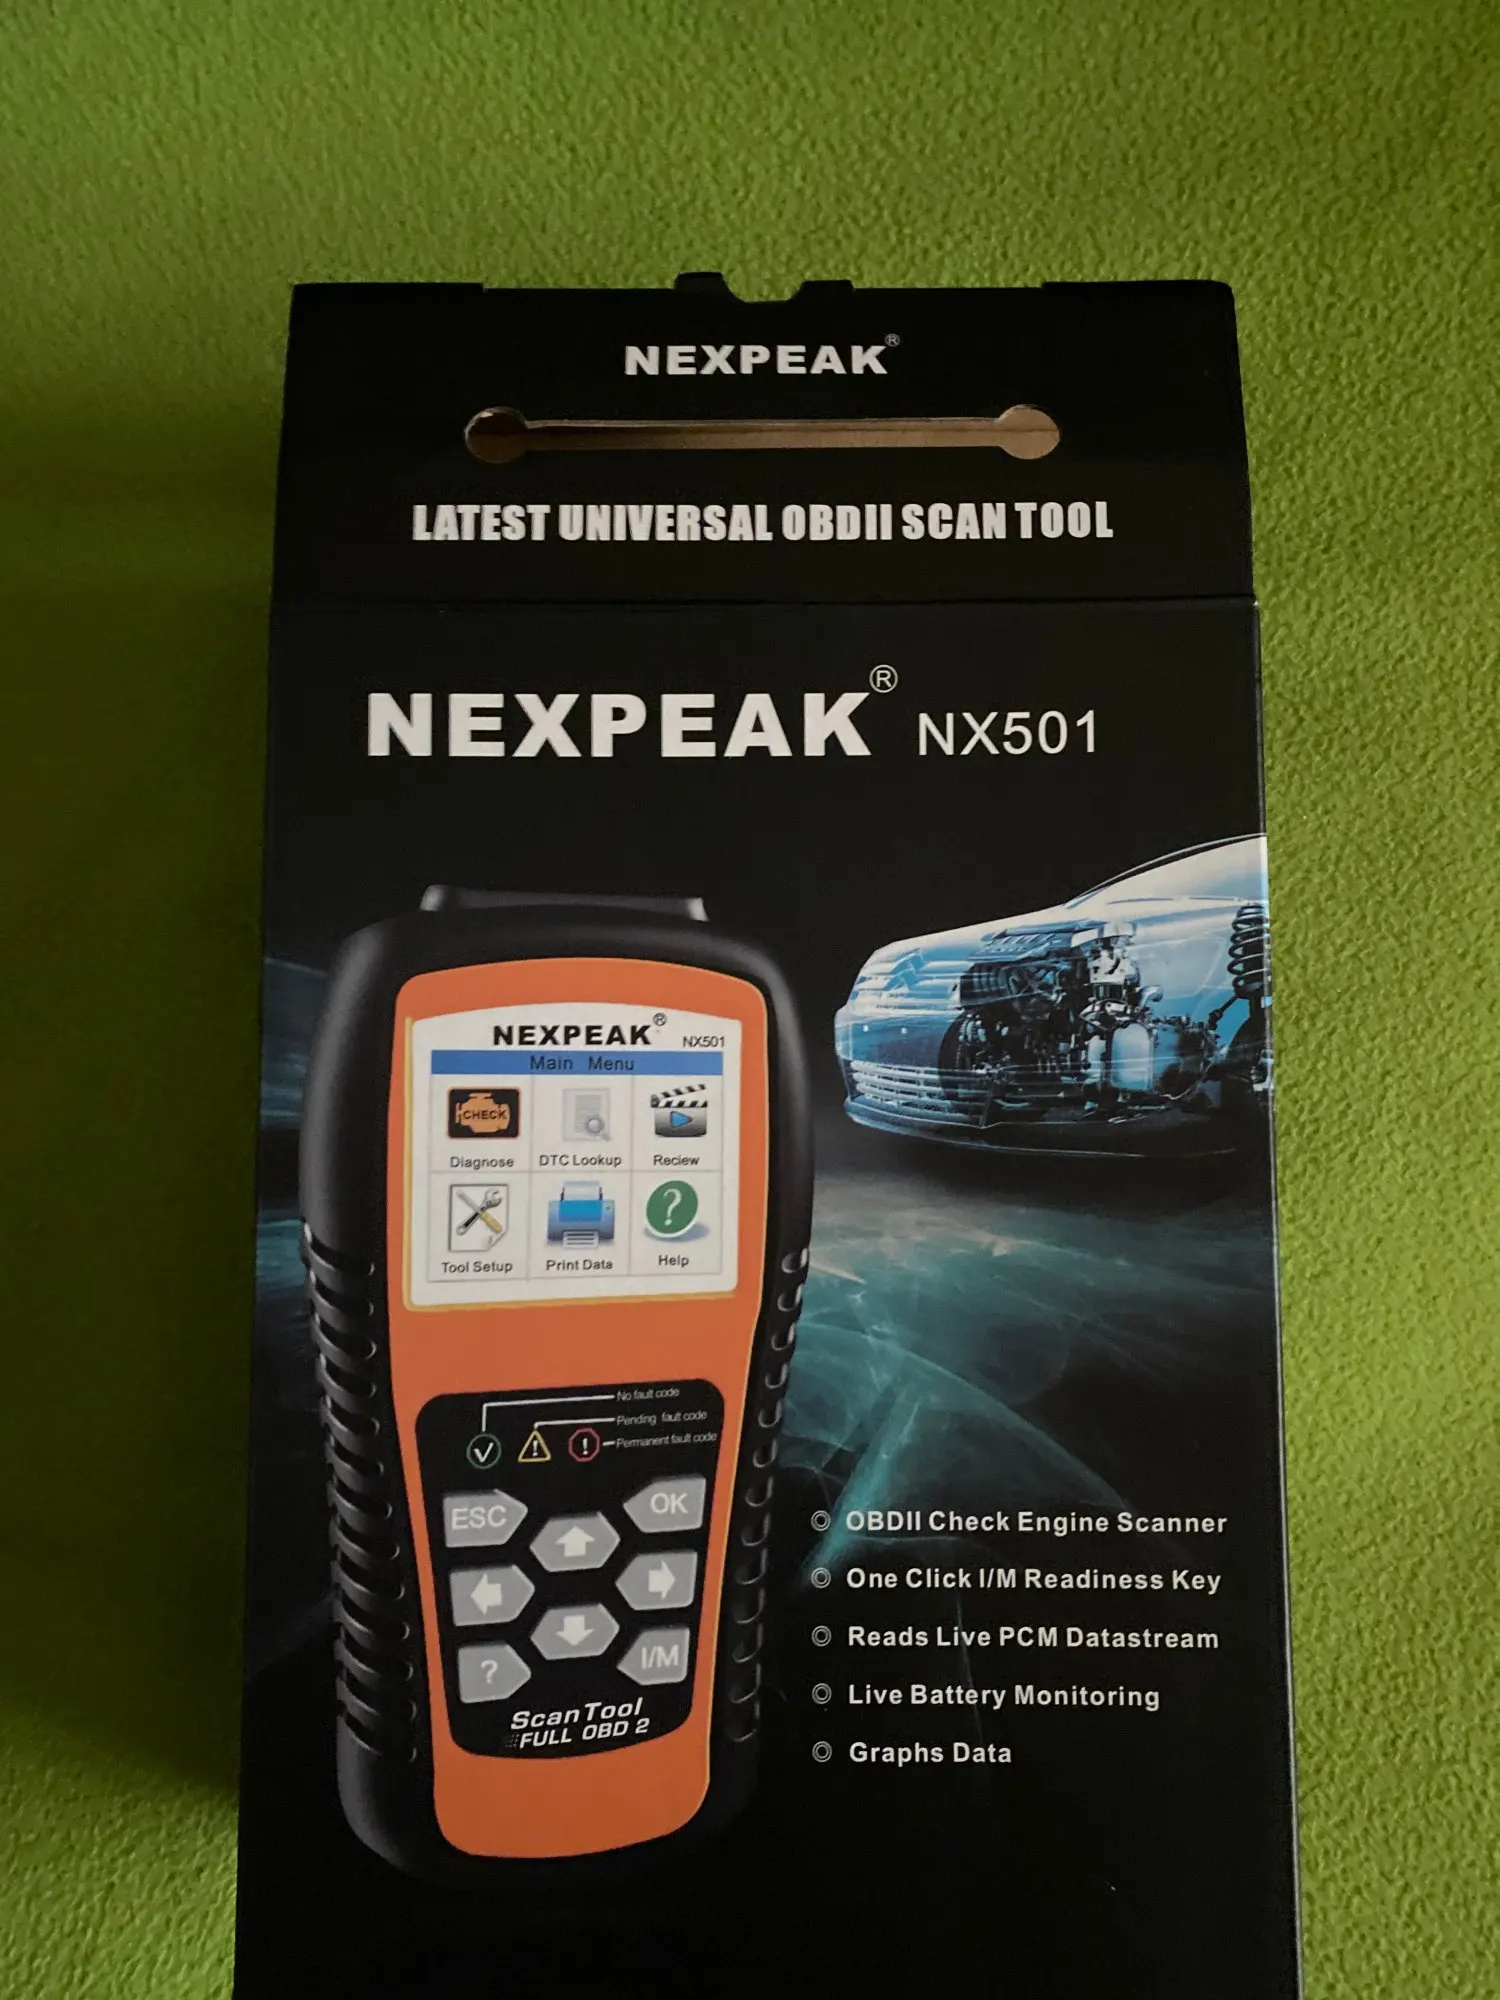 NEXPEAK®
LATEST UNIVERSAL OBDII SCAN TOOL
NEXPEAK® NX501
NEXPEAK® NX501
Main Menu
CHECK
Diagnose DTC Lookup Reciew
?
Tool Setup Print Data Help
No fault code
Pending fault code
Permanent fault code
ESC OK
? I/M
ScanTool
FULL OBD 2
OBDII Check Engine Scanner
One Click I/M Readiness Key
Reads Live PCM Datastream
Live Battery Monitoring
Graphs Data